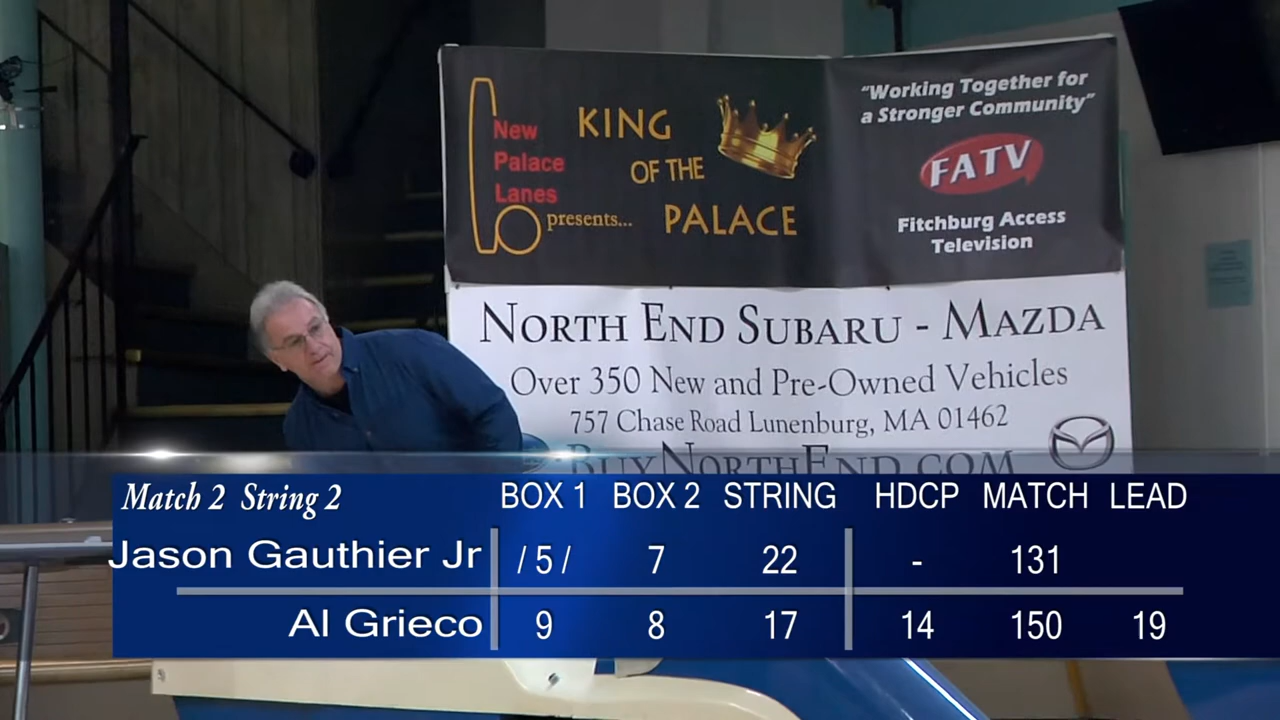 New
Palace
Lanes
presents...
KING
OF THE
PALACE
"Working Together for
a Stronger Community"
FATV
Fitchburg Access
Television
NORTH END SUBARU - MAZDA
Over 350 New and Pre-Owned Vehicles
757 Chase Road Lunenburg, MA 01462
BUYNORTHEND.COM
Match 2 String 2 BOX 1 BOX 2 STRING HDCP MATCH LEAD
Jason Gauthier Jr / 5 / 7 22 - 131
Al Grieco 9 8 17 14 150 19